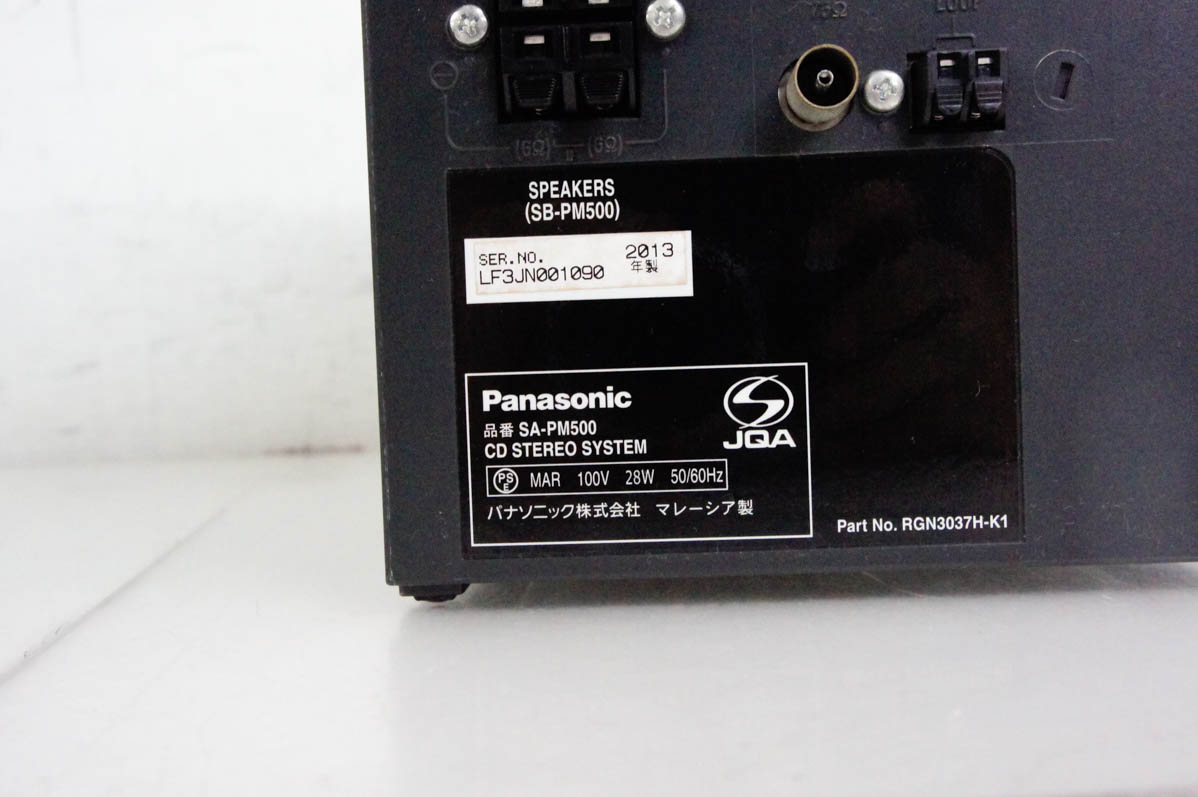 75Ω
LOOP
(6Ω) (6Ω)
SPEAKERS
(SB-PM500)
SER.NO. 2013
LF3JN001090 年製
Panasonic
品番 SA-PM500
CD STEREO SYSTEM
JQA
PSE MAR 100V 28W 50/60Hz
パナソニック株式会社 マレーシア製
Part No. RGN3037H-K1